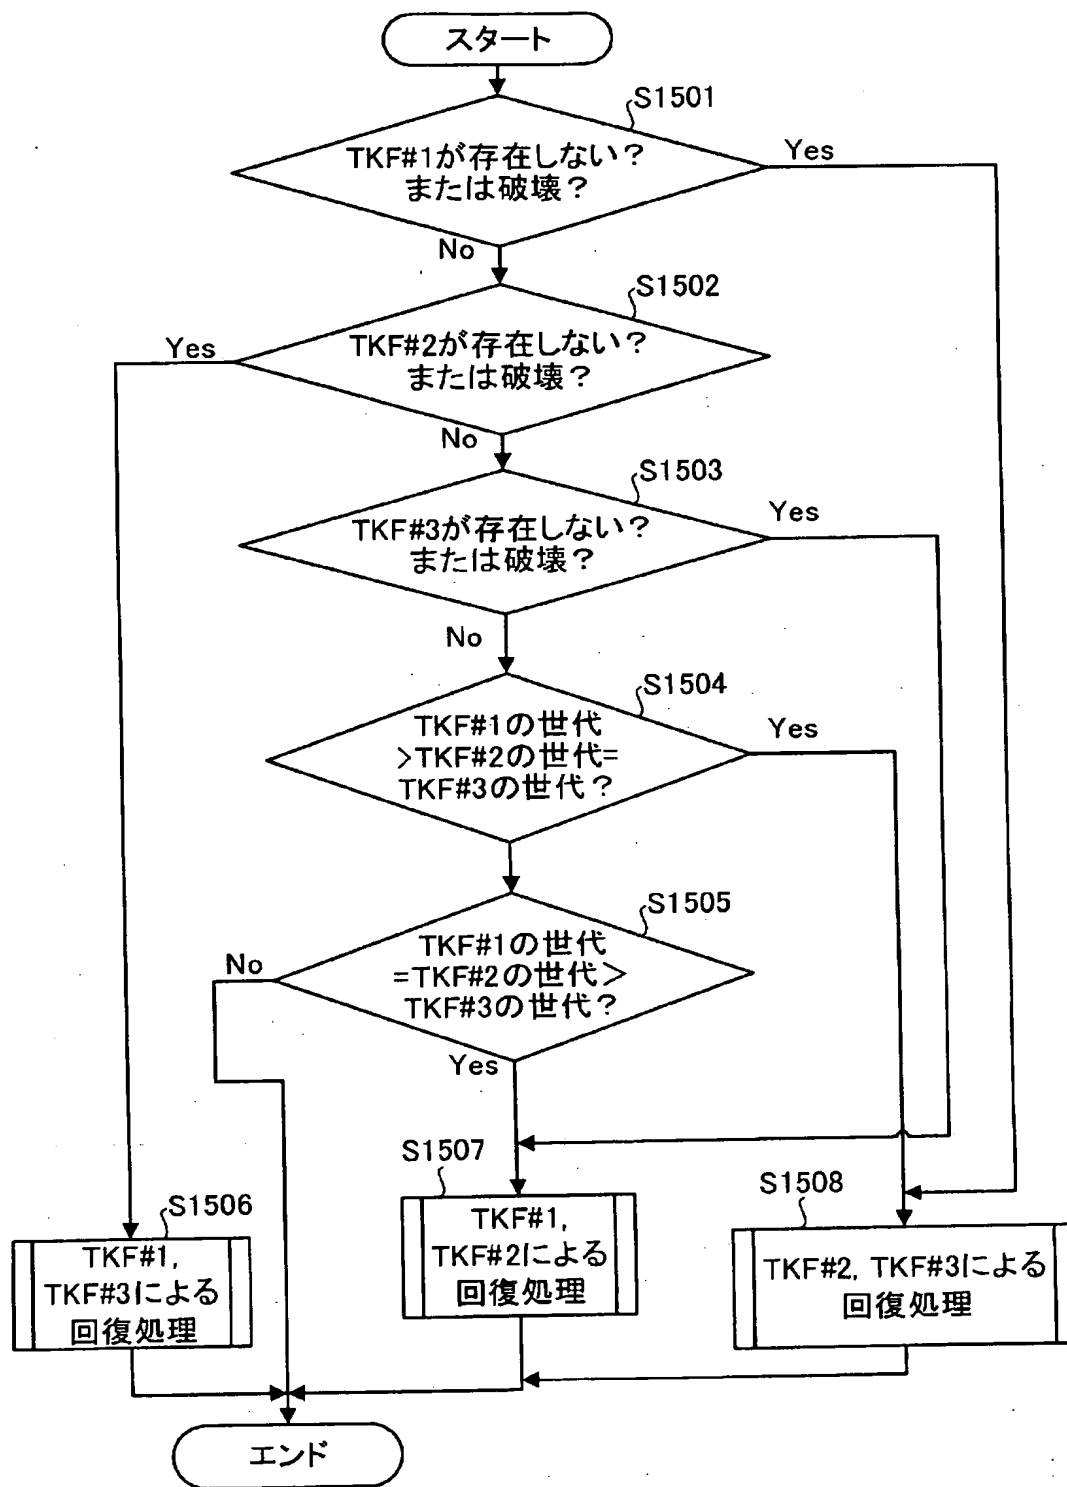 スタート
S1501
TKF#1が存在しない?
または破壊?
Yes
No
S1502
TKF#2が存在しない?
または破壊?
Yes
No
S1503
TKF#3が存在しない?
または破壊?
Yes
No
S1504
TKF#1の世代
>TKF#2の世代=
TKF#3の世代?
Yes
S1505
TKF#1の世代
=TKF#2の世代>
TKF#3の世代?
No
Yes
S1506
TKF#1,
TKF#3による
回復処理
S1507
TKF#1,
TKF#2による
回復処理
S1508
TKF#2, TKF#3による
回復処理
エンド